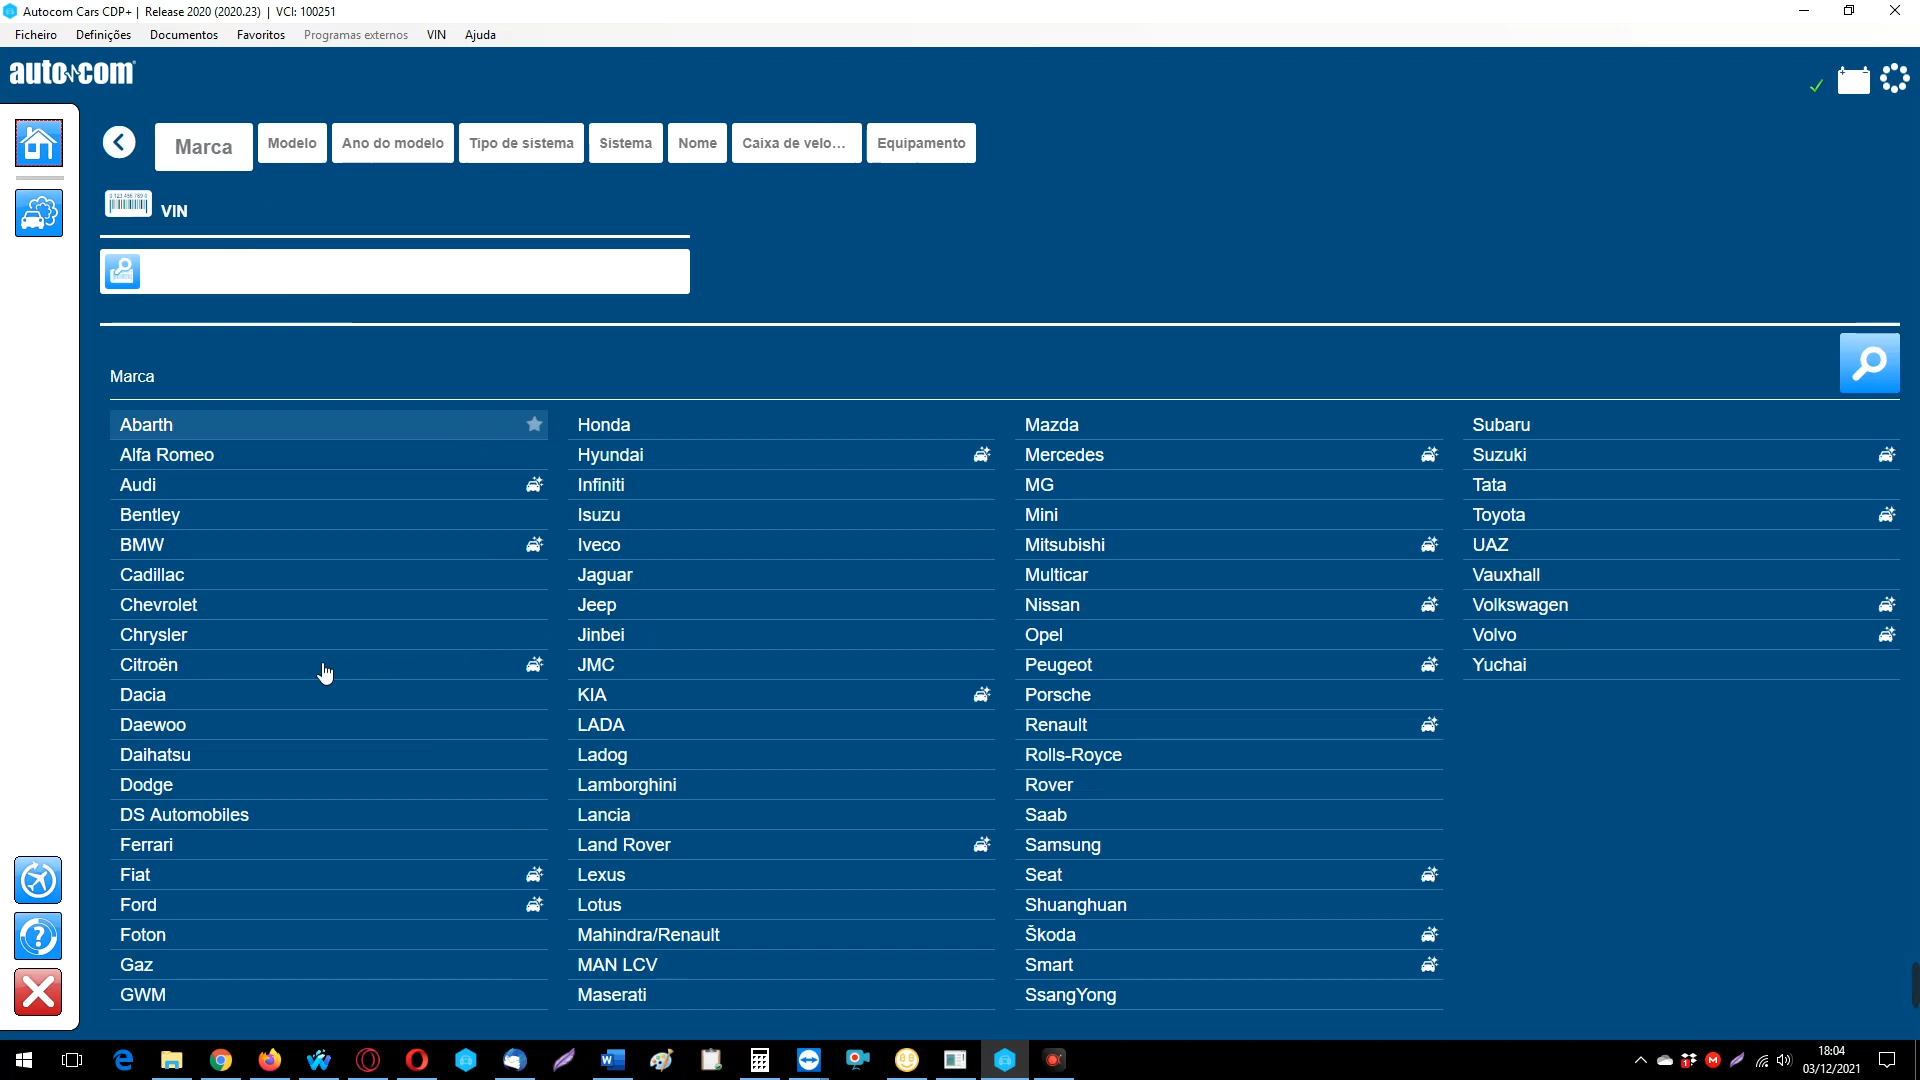 Autocom Cars CDP+ | Release 2020 (2020.23) | VCI: 100251
Ficheiro Definições Documentos Favoritos Programas externos VIN Ajuda
autocom
Marca Modelo Ano do modelo Tipo de sistema Sistema Nome Caixa de velo... Equipamento
VIN
Marca
Abarth
Alfa Romeo
Audi
Bentley
BMW
Cadillac
Chevrolet
Chrysler
Citroën
Dacia
Daewoo
Daihatsu
Dodge
DS Automobiles
Ferrari
Fiat
Ford
Foton
Gaz
GWM
Honda
Hyundai
Infiniti
Isuzu
Iveco
Jaguar
Jeep
Jinbei
JMC
KIA
LADA
Ladog
Lamborghini
Lancia
Land Rover
Lexus
Lotus
Mahindra/Renault
MAN LCV
Maserati
Mazda
Mercedes
MG
Mini
Mitsubishi
Multicar
Nissan
Opel
Peugeot
Porsche
Renault
Rolls-Royce
Rover
Saab
Samsung
Seat
Shuanghuan
Škoda
Smart
SsangYong
Subaru
Suzuki
Tata
Toyota
UAZ
Vauxhall
Volkswagen
Volvo
Yuchai
18:04
03/12/2021